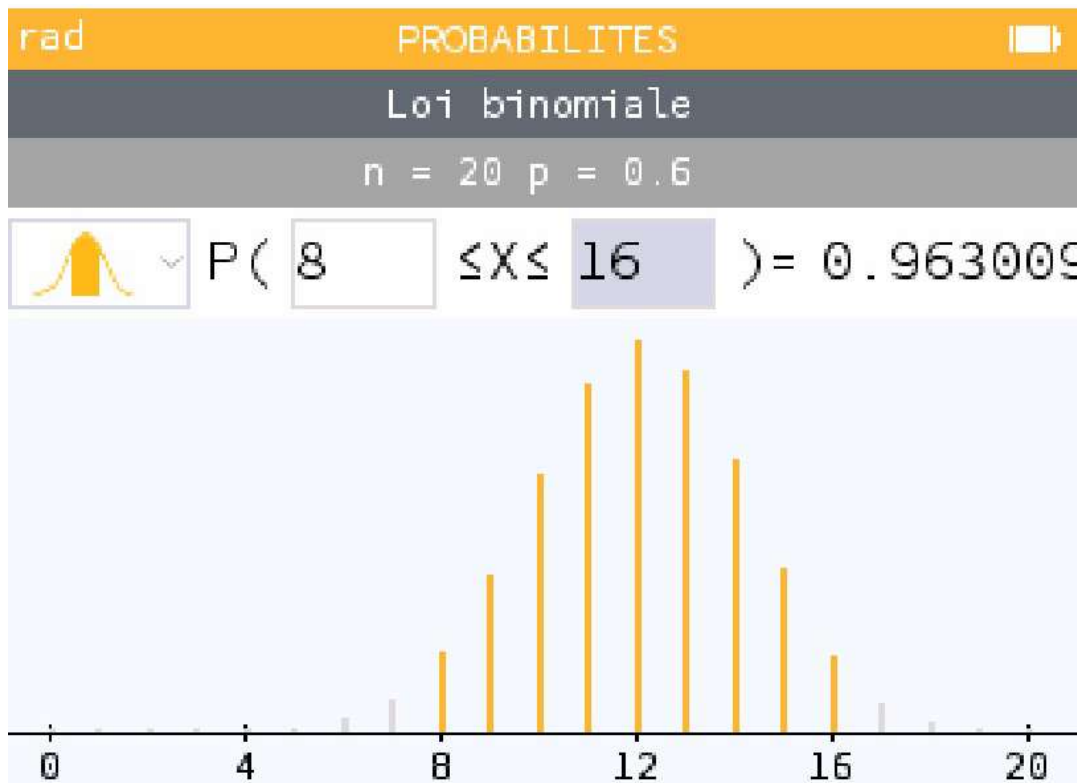 rad PROBABILITES
Loi binomiale
n = 20 p = 0.6
P( 8 ≤X≤ 16 )= 0.963009
0 4 8 12 16 20